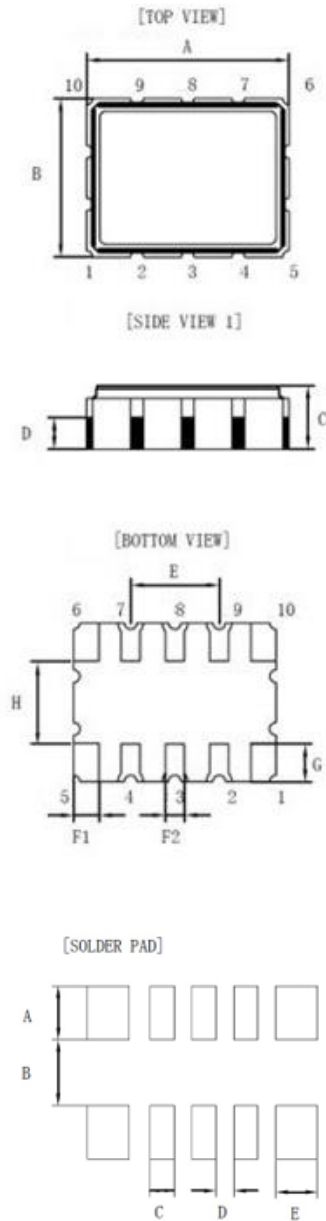 [TOP VIEW]
A
10 9 8 7 6
B
1 2 3 4 5
[SIDE VIEW 1]
D C
[BOTTOM VIEW]
E
6 7 8 9 10
H
G
5 4 3 2 1
F1 F2
[SOLDER PAD]
A
B
C D E